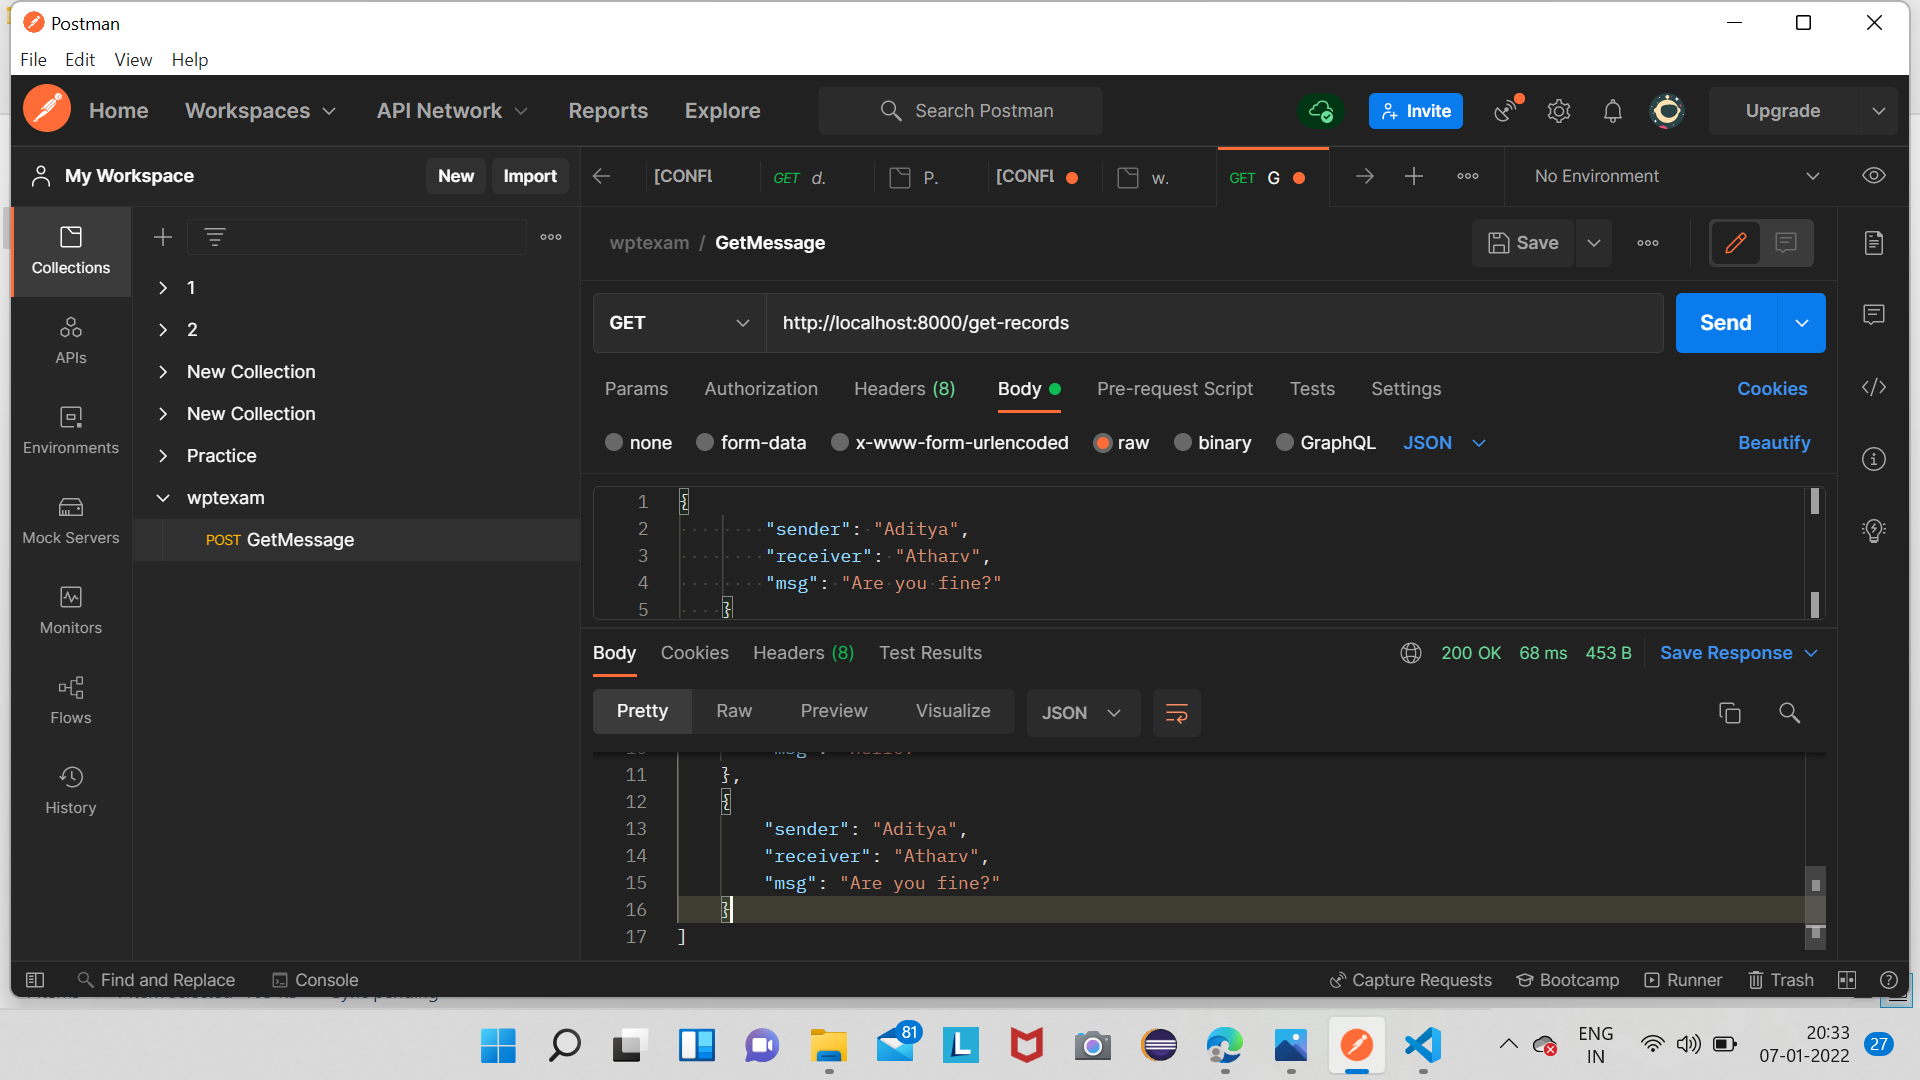 Postman
File Edit View Help
Home Workspaces API Network Reports Explore Search Postman Invite Upgrade
My Workspace New Import [CONFL GET d. P. [CONFL w. GET G No Environment
Collections
APIs
Environments
Mock Servers
Monitors
Flows
History
1
2
New Collection
New Collection
Practice
wptexam
POST GetMessage
wptexam / GetMessage Save
GET http://localhost:8000/get-records Send
Params Authorization Headers (8) Body Pre-request Script Tests Settings Cookies
none form-data x-www-form-urlencoded raw binary GraphQL JSON Beautify
1 {
2 "sender": "Aditya",
3 "receiver": "Atharv",
4 "msg": "Are you fine?"
5 }
Body Cookies Headers (8) Test Results 200 OK 68 ms 453 B Save Response
Pretty Raw Preview Visualize JSON
11 },
12 {
13 "sender": "Aditya",
14 "receiver": "Atharv",
15 "msg": "Are you fine?"
16 }
17 ]
Find and Replace Console Capture Requests Bootcamp Runner Trash
81 L ENG 20:33
IN 07-01-2022 27